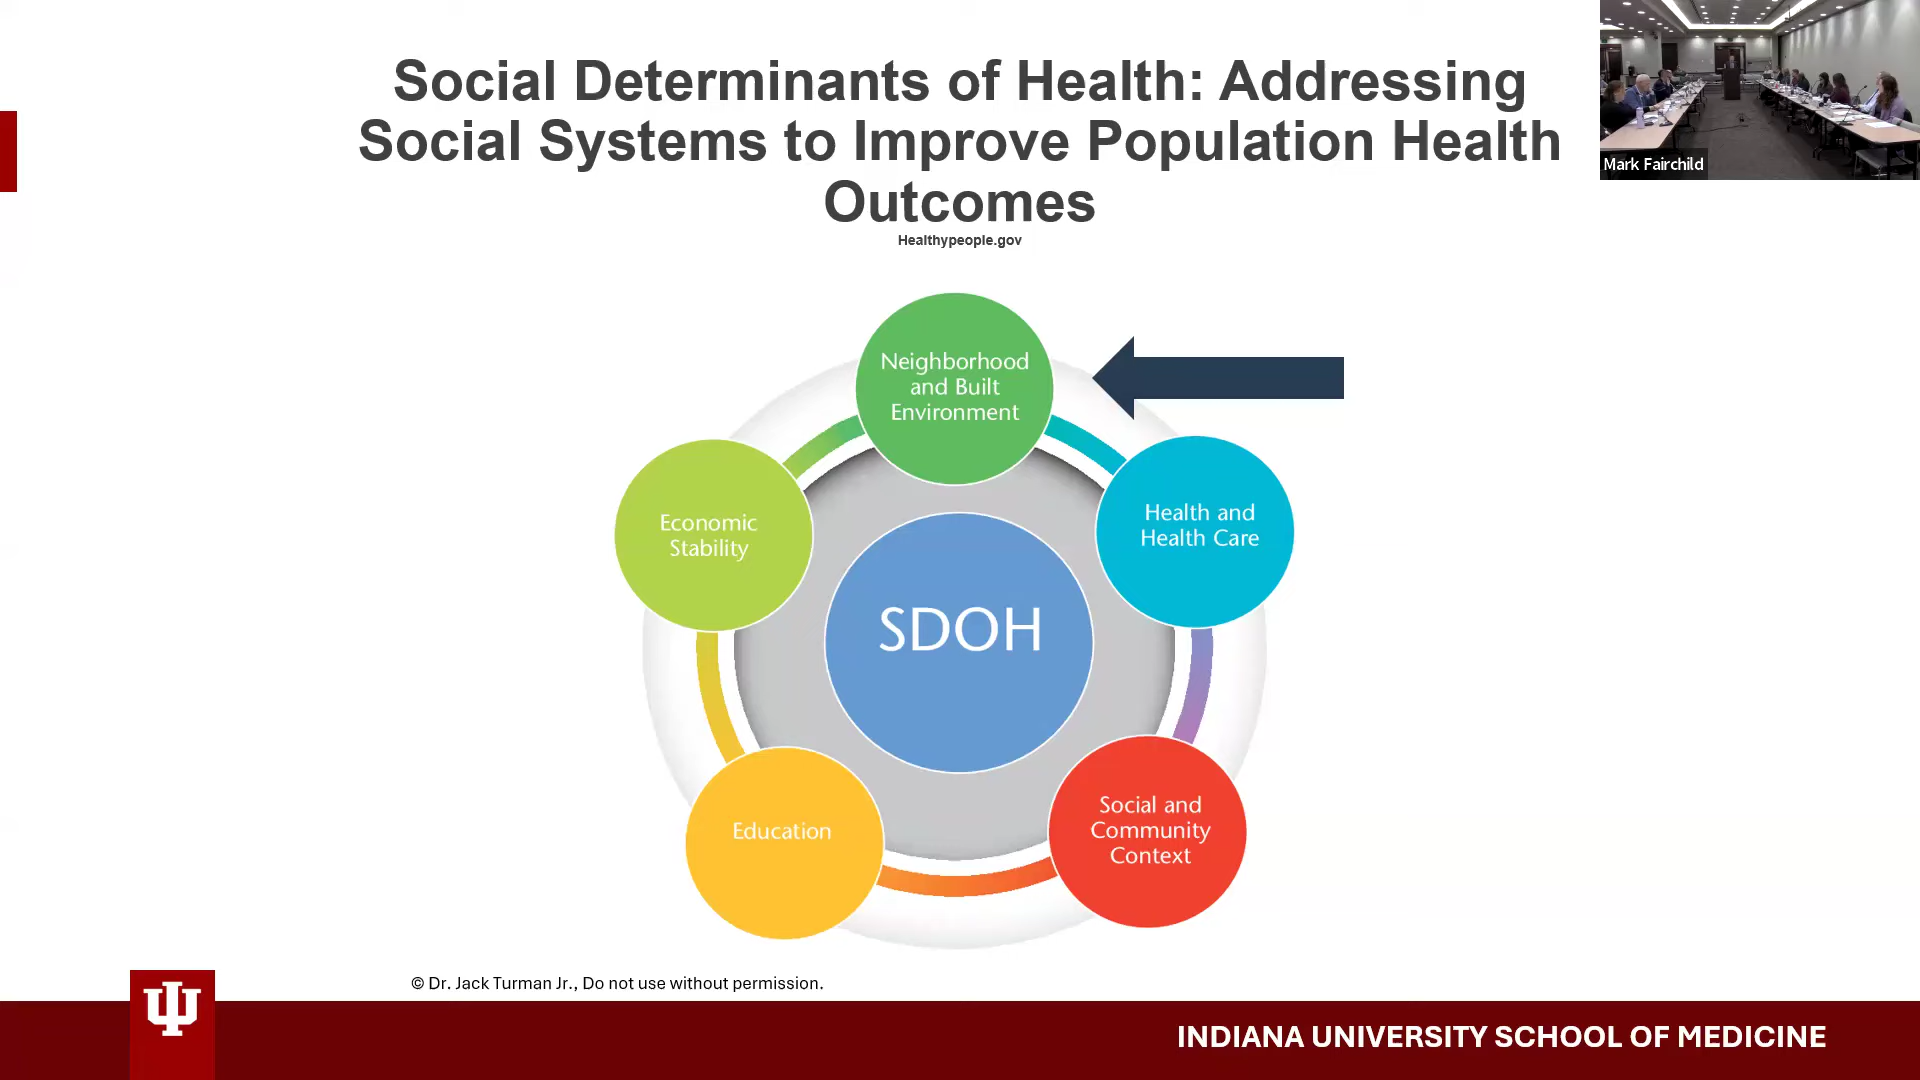 Social Determinants of Health: Addressing
Social Systems to Improve Population Health
Outcomes
Healthypeople.gov
Mark Fairchild
Neighborhood
and Built
Environment
Health and
Health Care
Economic
Stability
SDOH
Social and
Community
Context
Education
© Dr. Jack Turman Jr., Do not use without permission.
INDIANA UNIVERSITY SCHOOL OF MEDICINE